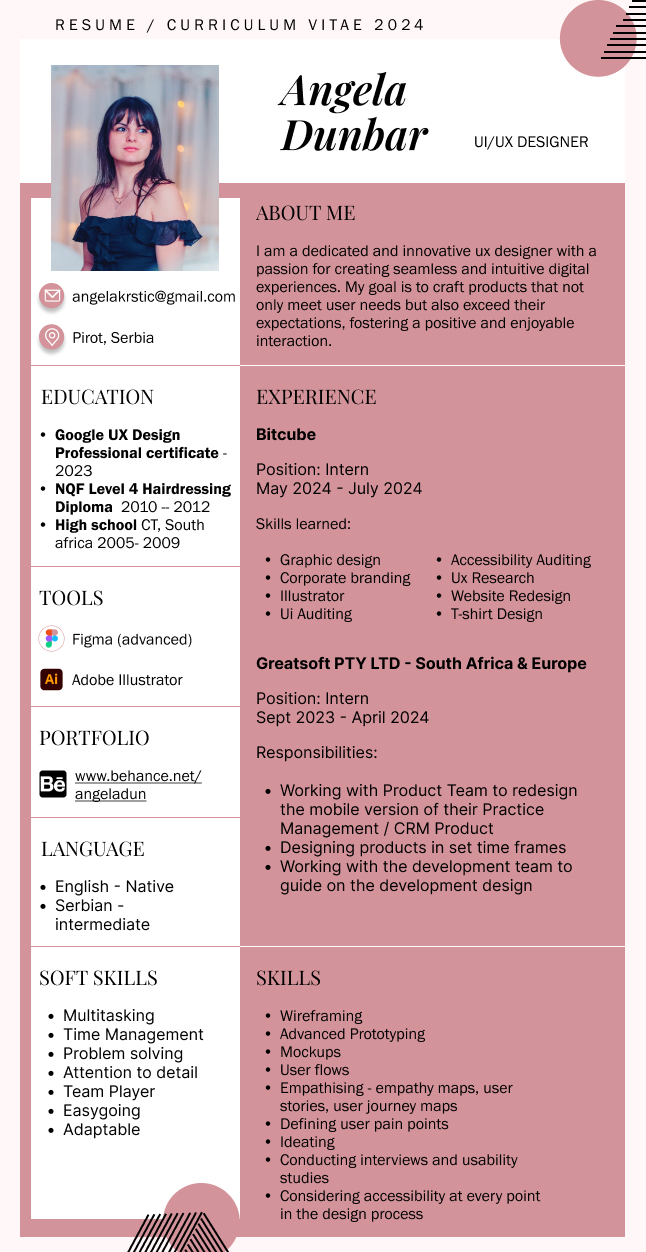 RESUME / CURRICULUM VITAE 2024
Angela
Dunbar
UI/UX DESIGNER
angelakrstic@gmail.com
Pirot, Serbia
ABOUT ME
I am a dedicated and innovative ux designer with a
passion for creating seamless and intuitive digital
experiences. My goal is to craft products that not
only meet user needs but also exceed their
expectations, fostering a positive and enjoyable
interaction.
EDUCATION
• Google UX Design
Professional certificate -
2023
• NQF Level 4 Hairdressing
Diploma 2010 -- 2012
• High school CT, South
africa 2005- 2009
TOOLS
Figma (advanced)
Ai Adobe Illustrator
PORTFOLIO
Bē www.behance.net/
angeladun
LANGUAGE
• English - Native
• Serbian -
intermediate
SOFT SKILLS
• Multitasking
• Time Management
• Problem solving
• Attention to detail
• Team Player
• Easygoing
• Adaptable
EXPERIENCE
Bitcube
Position: Intern
May 2024 - July 2024
Skills learned:
• Graphic design
• Corporate branding
• Illustrator
• Ui Auditing
• Accessibility Auditing
• Ux Research
• Website Redesign
• T-shirt Design
Greatsoft PTY LTD - South Africa & Europe
Position: Intern
Sept 2023 - April 2024
Responsibilities:
• Working with Product Team to redesign
the mobile version of their Practice
Management / CRM Product
• Designing products in set time frames
• Working with the development team to
guide on the development design
SKILLS
• Wireframing
• Advanced Prototyping
• Mockups
• User flows
• Empathising - empathy maps, user
stories, user journey maps
• Defining user pain points
• Ideating
• Conducting interviews and usability
studies
• Considering accessibility at every point
in the design process